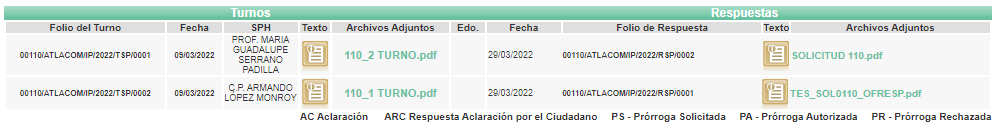 Turnos Respuestas
Folio del Turno Fecha SPH Texto Archivos Adjuntos Edo. Fecha Folio de Respuesta Texto Archivos Adjuntos
00110/ATLACOM/IP/2022/TSP/0001 09/03/2022 PROF. MARIA GUADALUPE SERRANO PADILLA 110_2 TURNO.pdf 29/03/2022 00110/ATLACOM/IP/2022/RSP/0002 SOLICITUD 110.pdf
00110/ATLACOM/IP/2022/TSP/0002 09/03/2022 C.P. ARMANDO LÓPEZ MONROY 110_1 TURNO.pdf 29/03/2022 00110/ATLACOM/IP/2022/RSP/0001 TES_SOL0110_OFRESP.pdf
AC Aclaración ARC Respuesta Aclaración por el Ciudadano PS - Prórroga Solicitada PA - Prórroga Autorizada PR - Prórroga Rechazada